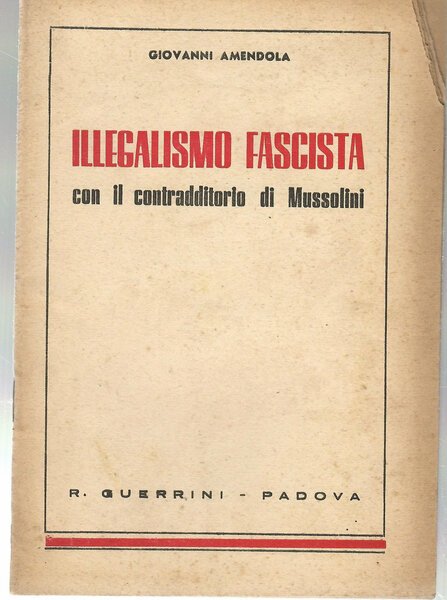 GIOVANNI AMENDOLA
ILLEGALISMO FASCISTA
con il contradditorio di Mussolini
R. GUERRINI - PADOVA